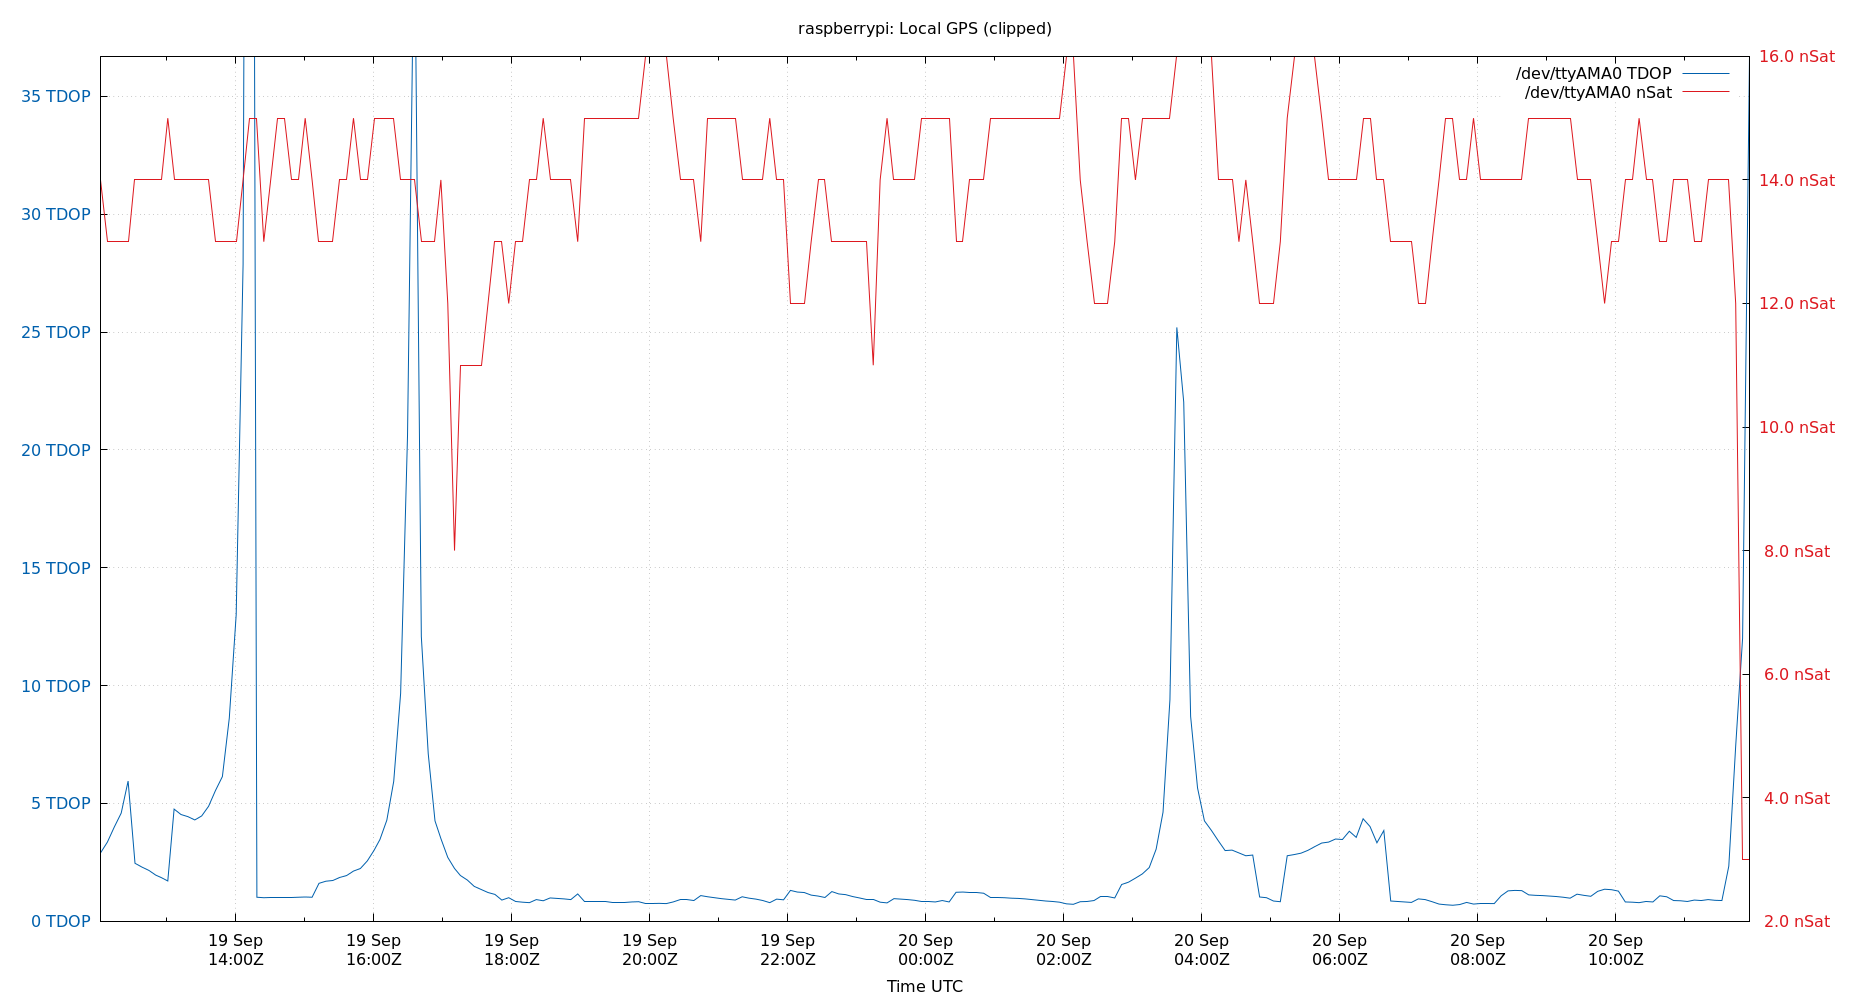 raspberrypi: Local GPS (clipped)
/dev/ttyAMA0 TDOP
/dev/ttyAMA0 nSat
35 TDOP
30 TDOP
25 TDOP
20 TDOP
15 TDOP
10 TDOP
5 TDOP
0 TDOP
16.0 nSat
14.0 nSat
12.0 nSat
10.0 nSat
8.0 nSat
6.0 nSat
4.0 nSat
2.0 nSat
19 Sep
14:00Z
19 Sep
16:00Z
19 Sep
18:00Z
19 Sep
20:00Z
19 Sep
22:00Z
20 Sep
00:00Z
20 Sep
02:00Z
20 Sep
04:00Z
20 Sep
06:00Z
20 Sep
08:00Z
20 Sep
10:00Z
Time UTC